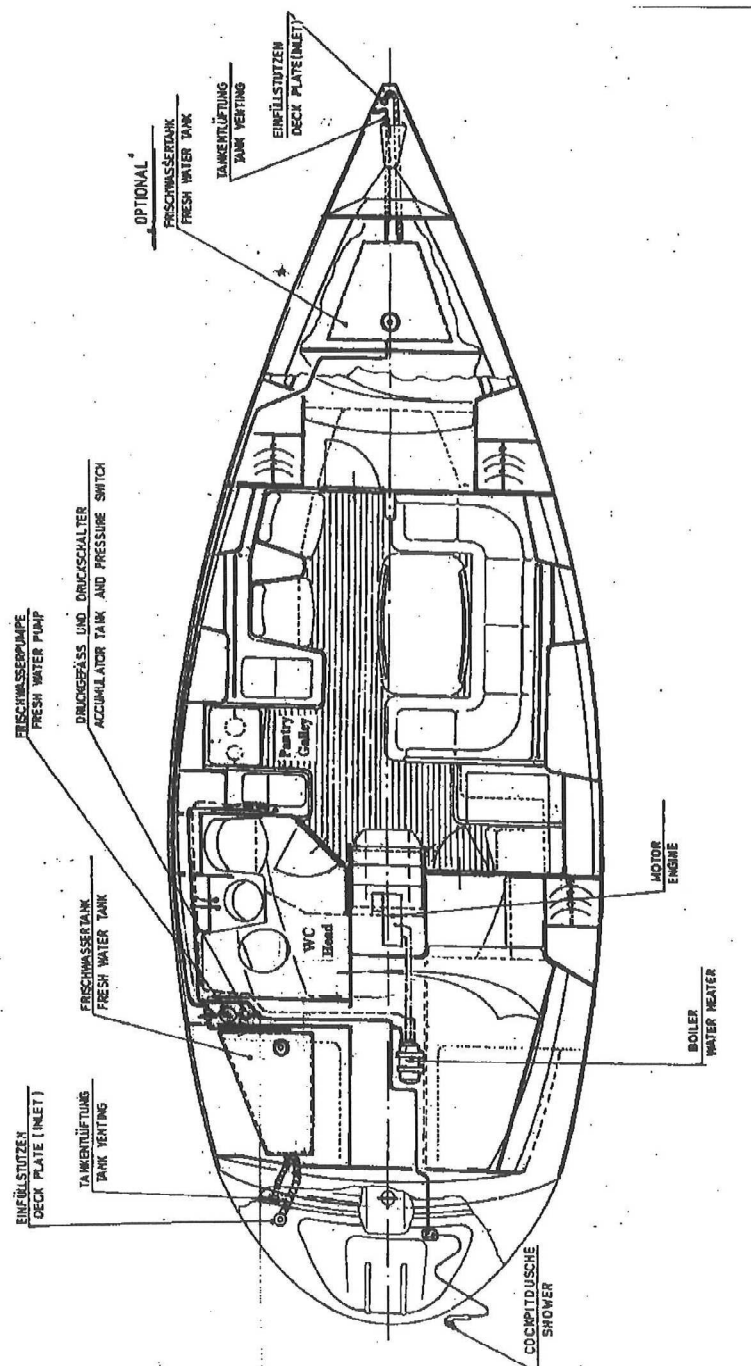 EINFÜLLSTUTZEN
DECK PLATE (INLET)
TANKENTLÜFTUNG
TANK VENTING
FRISCHWASSERTANK
FRESH WATER TANK
FRISCHWASSERPUMPE
FRESH WATER PUMP
DRUCKGEFÄSS UND DRUCKSCHALTER
ACCUMULATOR TANK AND PRESSURE SWITCH
OPTIONAL
FRISCHWASSERTANK
FRESH WATER TANK
TANKENTLÜFTUNG
TANK VENTING
EINFÜLLSTUTZEN
DECK PLATE (INLET)
WC
Head
Pantry
Galley
COCKPITDUSCHE
SHOWER
BOILER
WATER HEATER
MOTOR
ENGINE